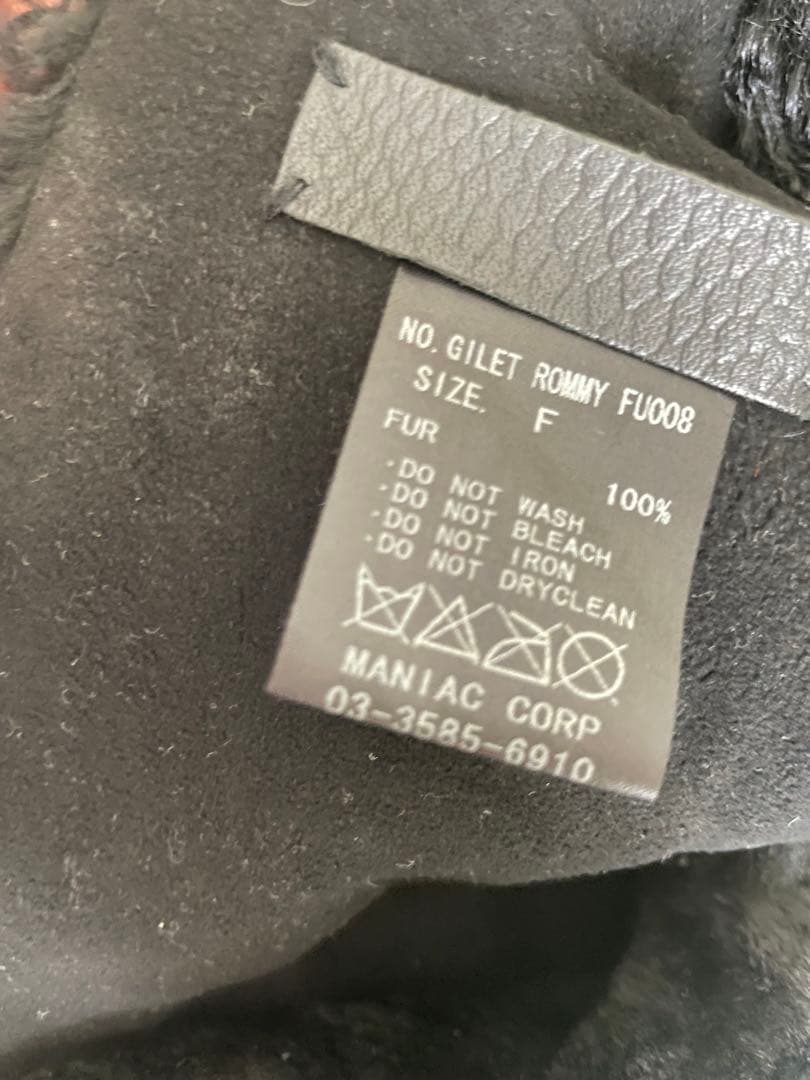 NO. GILET ROMMY FU008
SIZE. F
FUR 100%
·DO NOT WASH
·DO NOT BLEACH
·DO NOT IRON
·DO NOT DRYCLEAN
MANIAC CORP
03-3585-6910